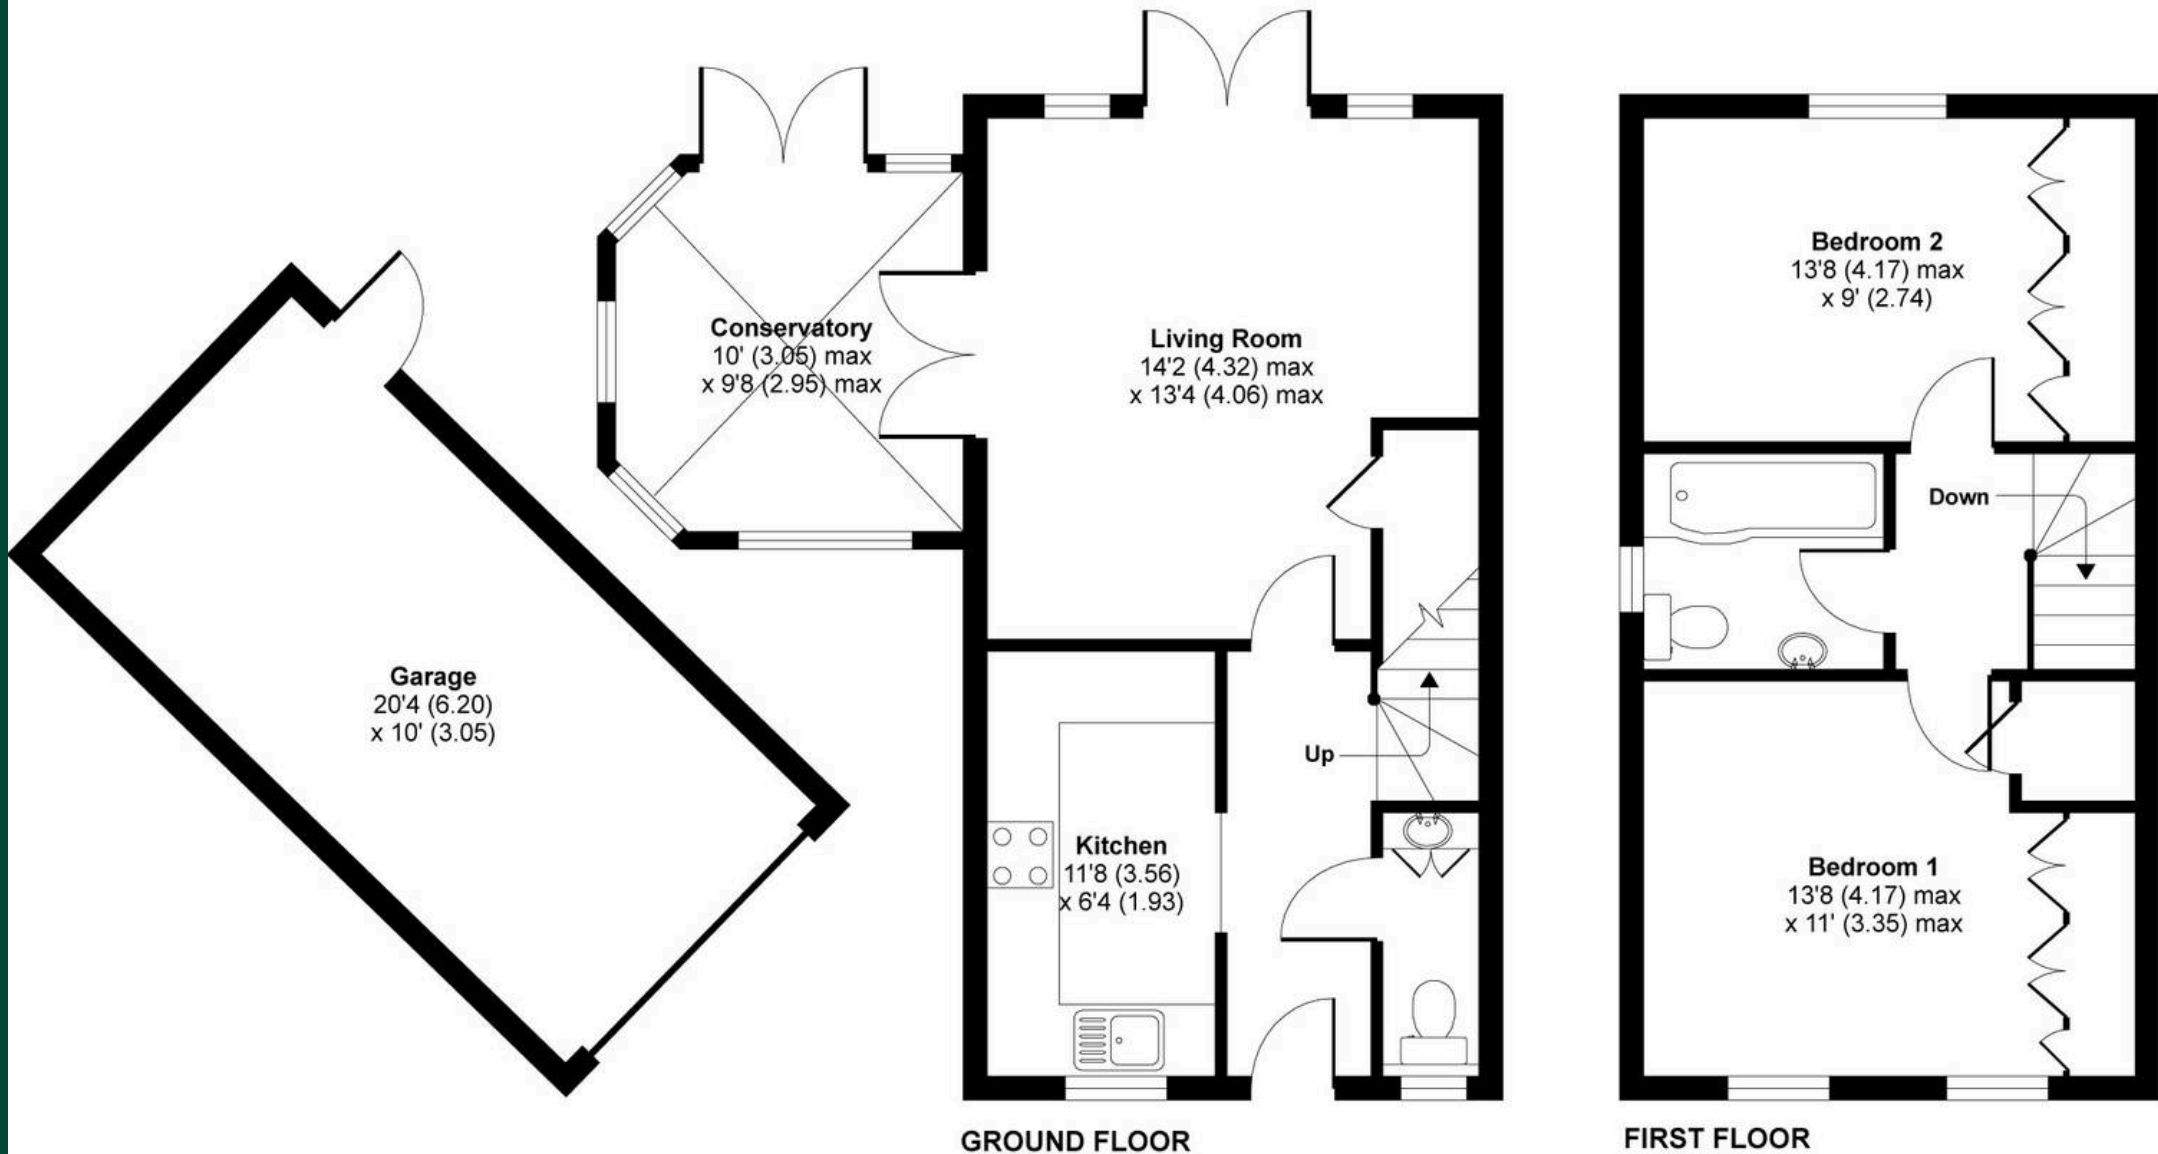 Conservatory
10' (3.05) max
x 9'8 (2.95) max
Living Room
14'2 (4.32) max
x 13'4 (4.06) max
Bedroom 2
13'8 (4.17) max
x 9' (2.74)
Down
Garage
20'4 (6.20)
x 10' (3.05)
Up
Kitchen
11'8 (3.56)
x 6'4 (1.93)
Bedroom 1
13'8 (4.17) max
x 11' (3.35) max
GROUND FLOOR
FIRST FLOOR